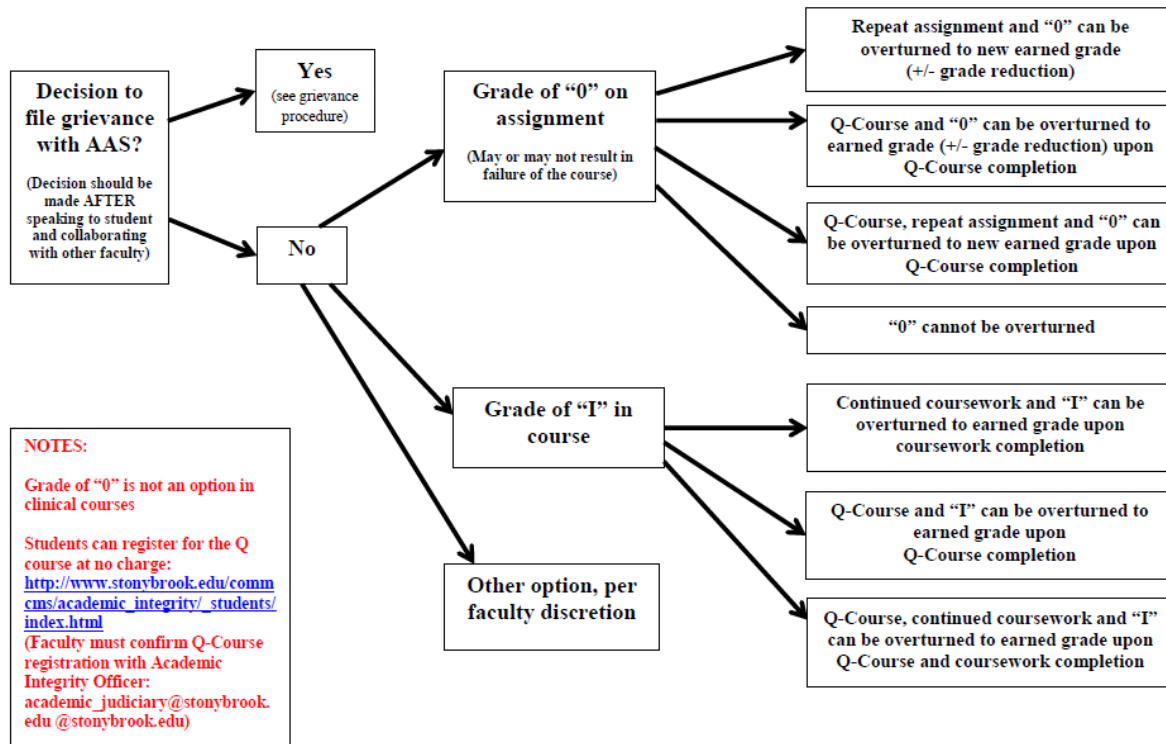 Decision to
file grievance
with AAS?
(Decision should be
made AFTER
speaking to student
and collaborating
with other faculty)
Yes
(see grievance
procedure)
No
Grade of “0” on
assignment
(May or may not result in
failure of the course)
Repeat assignment and “0” can be
overturned to new earned grade
(+/- grade reduction)
Q-Course and “0” can be overturned to
earned grade (+/- grade reduction) upon
Q-Course completion
Q-Course, repeat assignment and “0” can
be overturned to new earned grade upon
Q-Course completion
“0” cannot be overturned
Grade of “I” in
course
Continued coursework and “I” can be
overturned to earned grade upon
coursework completion
Q-Course and “I” can be overturned to
earned grade upon
Q-Course completion
Q-Course, continued coursework and “I”
can be overturned to earned grade upon
Q-Course and coursework completion
Other option, per
faculty discretion
NOTES:
Grade of “0” is not an option in
clinical courses
Students can register for the Q
course at no charge:
http://www.stonybrook.edu/comm
cms/academic_integrity/_students/
index.html
(Faculty must confirm Q-Course
registration with Academic
Integrity Officer:
academic_judiciary@stonybrook.
edu @stonybrook.edu)